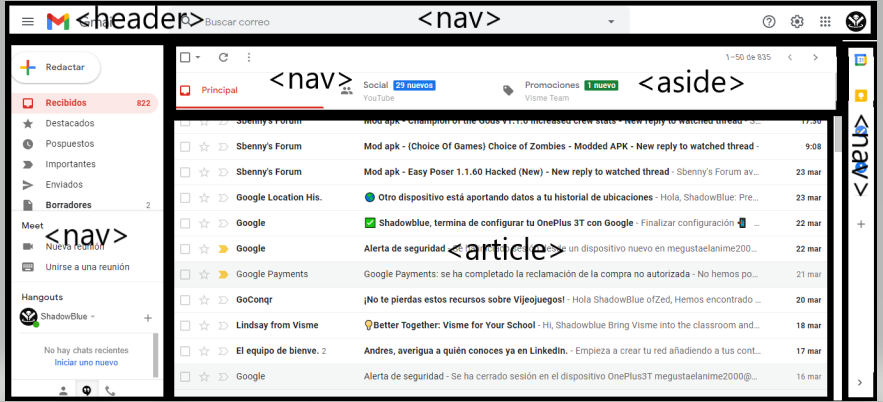 <header>
Gmail
Buscar correo
<nav>
Redactar
Recibidos 822
Destacados
Pospuestos
Importantes
Enviados
Borradores 2
Meet
Nueva reunión
Unirse a una reunión
<nav>
Hangouts
ShadowBlue
No hay chats recientes
Iniciar uno nuevo
1–50 de 835
Principal
<nav>
Social 29 nuevos
YouTube
Promociones 1 nuevo
Visme Team
<aside>
Sbenny's Forum Mod apk - Champion of the Gods V1.1.0 increased crew stats - New reply to watched thread - S... 17:30
Sbenny's Forum Mod apk - {Choice Of Games} Choice of Zombies - Modded APK - New reply to watched thread - 9:08
Sbenny's Forum Mod apk - Easy Poser 1.1.60 Hacked (New) - New reply to watched thread - Sbenny's Forum av... 23 mar
Google Location His. 🌎 Otro dispositivo está aportando datos a tu historial de ubicaciones - Hola, ShadowBlue: Pre... 23 mar
Google ✅ Shadowblue, termina de configurar tu OnePlus 3T con Google - Finalizar configuración 📲 ... 22 mar
Google Alerta de seguridad - Se ha iniciado sesión desde un dispositivo nuevo en megustaelanime200... 22 mar
<article>
Google Payments Google Payments: se ha completado la reclamación de la compra no autorizada - No hemos po... 21 mar
GoConqr ¡No te pierdas estos recursos sobre Vijeojuegos! - Hola ShadowBlue ofZed, Hemos encontrado ... 20 mar
Lindsay from Visme 💡Better Together: Visme for Your School - Hi, Shadowblue Bring Visme into the classroom and... 18 mar
El equipo de bienve. 2 Andres, averigua a quién conoces ya en LinkedIn. - Empieza a crear tu red añadiendo a tus cont... 17 mar
Google Alerta de seguridad - Se ha cerrado sesión en el dispositivo OnePlus3T megustaelanime2000@... 16 mar
<nav>